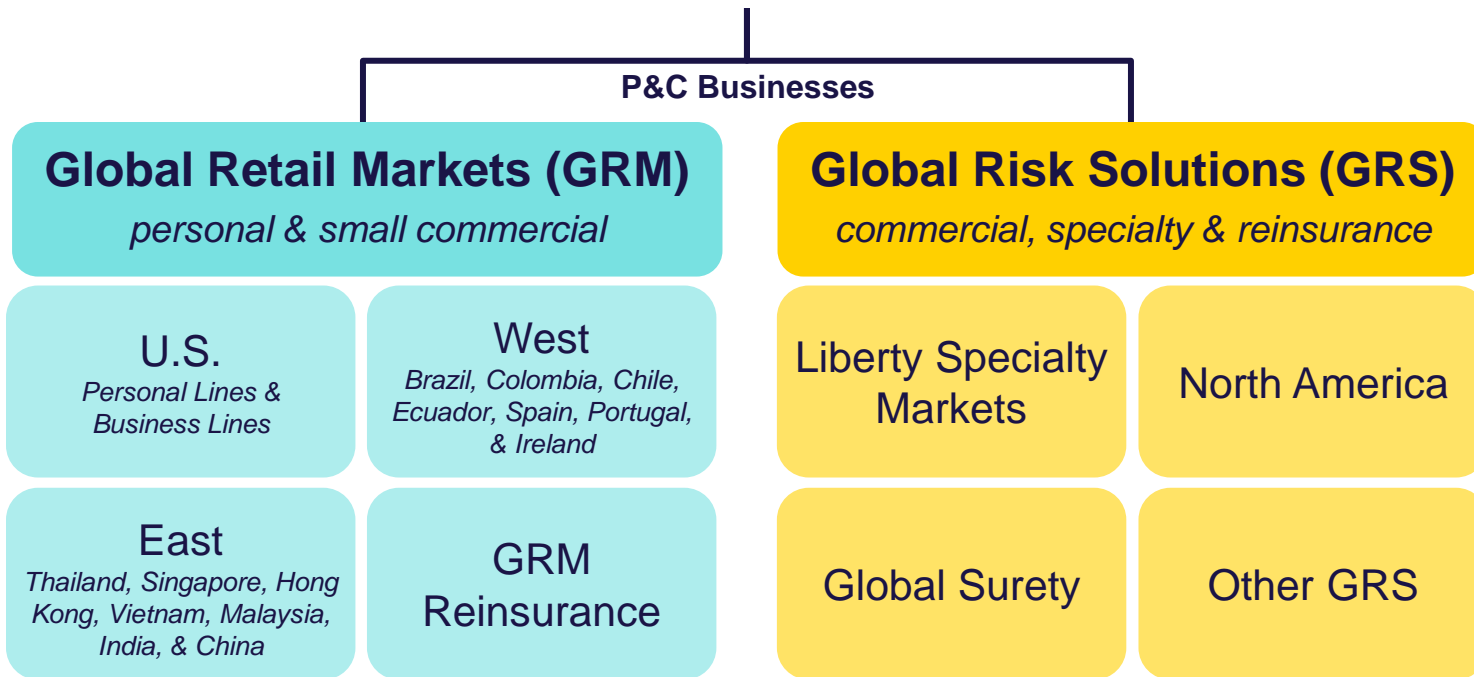 P&C Businesses
Global Retail Markets (GRM)
personal & small commercial
Global Risk Solutions (GRS)
commercial, specialty & reinsurance
U.S.
Personal Lines &
Business Lines
West
Brazil, Colombia, Chile,
Ecuador, Spain, Portugal,
& Ireland
Liberty Specialty
Markets
North America
East
Thailand, Singapore, Hong
Kong, Vietnam, Malaysia,
India, & China
GRM
Reinsurance
Global Surety
Other GRS